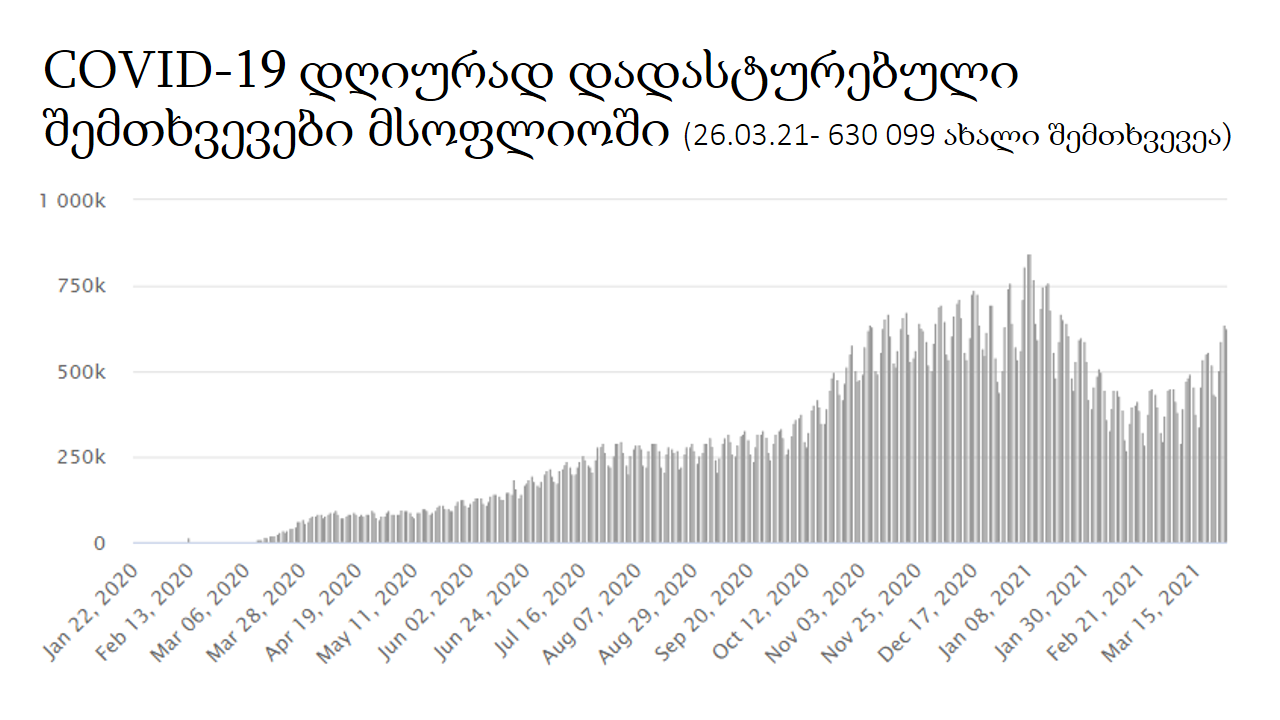 COVID-19 დღიურად დადასტურებული
შემთხვევები მსოფლიოში (26.03.21- 630 099 ახალი შემთხვევეა)
1 000k
750k
500k
250k
0
Jan 22, 2020
Feb 13, 2020
Mar 06, 2020
Mar 28, 2020
Apr 19, 2020
May 11, 2020
Jun 02, 2020
Jun 24, 2020
Jul 16, 2020
Aug 07, 2020
Aug 29, 2020
Sep 20, 2020
Oct 12, 2020
Nov 03, 2020
Nov 25, 2020
Dec 17, 2020
Jan 08, 2021
Jan 30, 2021
Feb 21, 2021
Mar 15, 2021